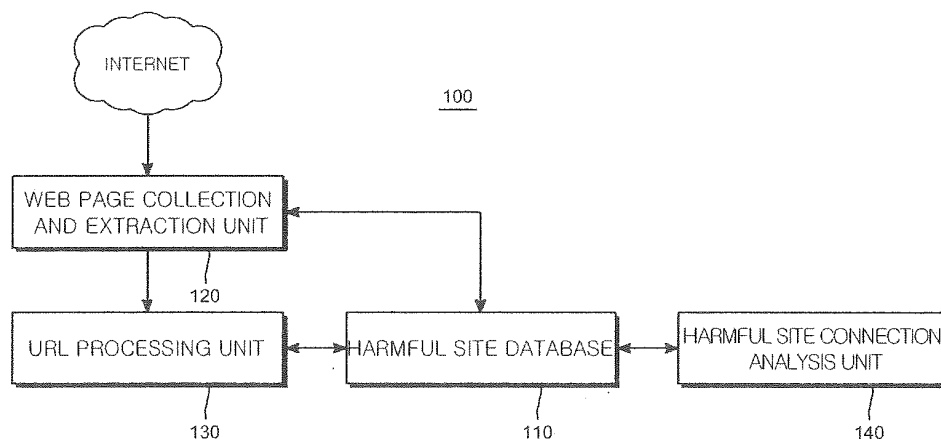 INTERNET
100
WEB PAGE COLLECTION
AND EXTRACTION UNIT
120
URL PROCESSING UNIT
HARMFUL SITE DATABASE
HARMFUL SITE CONNECTION
ANALYSIS UNIT
130
110
140